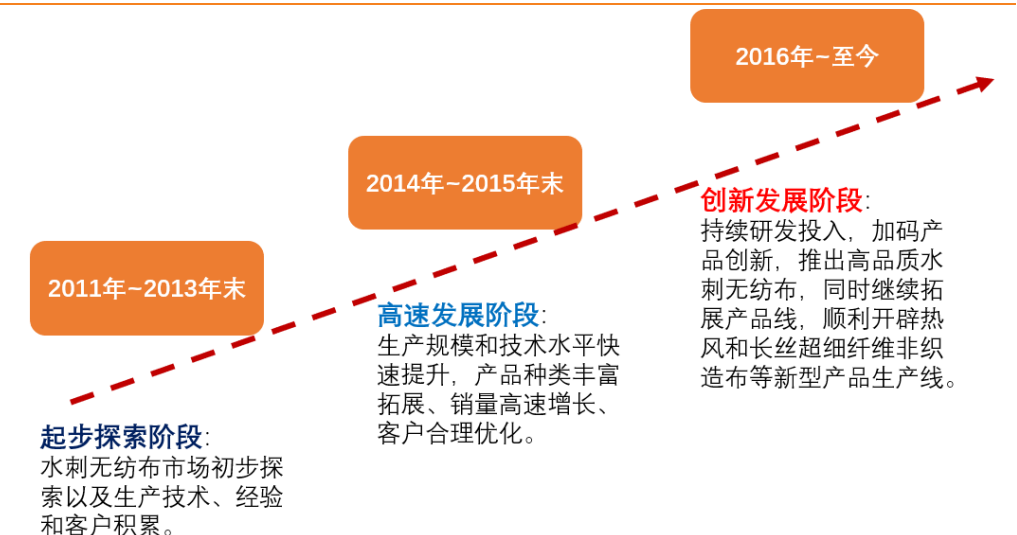 2011年~2013年末
起步探索阶段:
水刺无纺布市场初步探
索以及生产技术、经验
和客户积累。
2014年~2015年末
高速发展阶段:
生产规模和技术水平快
速提升，产品种类丰富
拓展、销量高速增长、
客户合理优化。
2016年~至今
创新发展阶段:
持续研发投入，加码产
品创新，推出高品质水
刺无纺布，同时继续拓
展产品线，顺利开辟热
风和长丝超细纤维非织
造布等新型产品生产线。